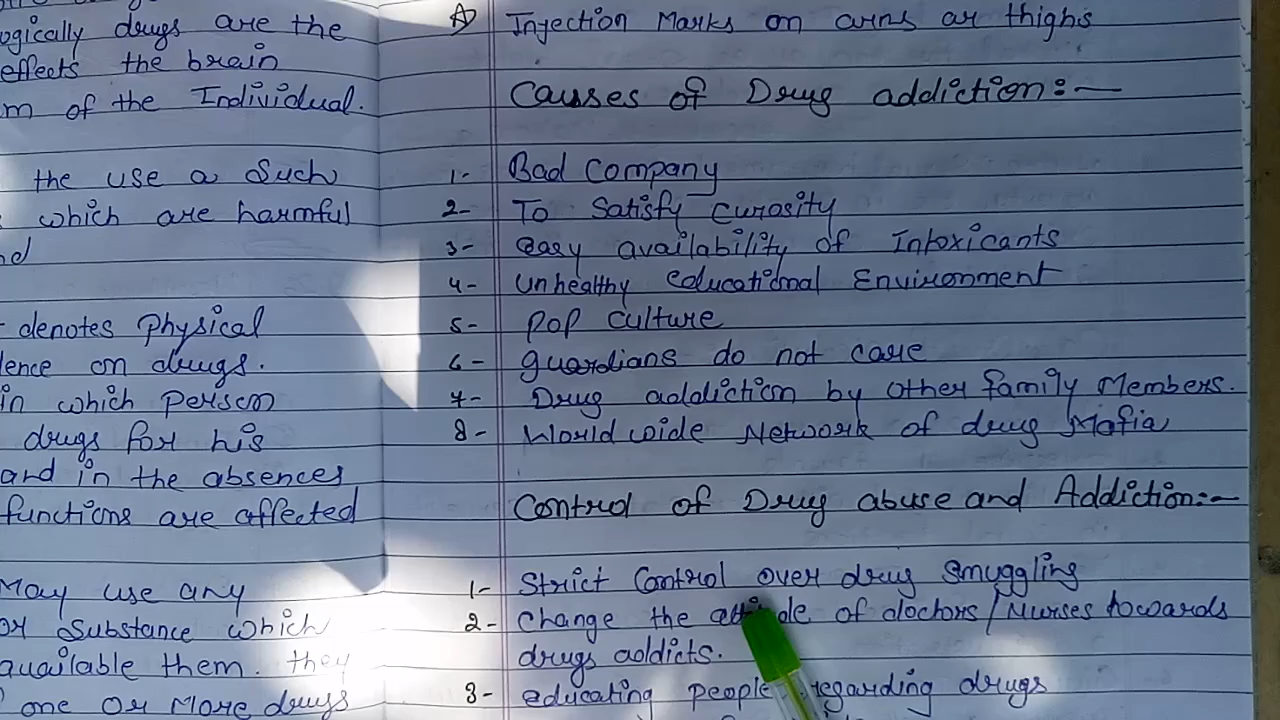 ogically drugs are the
effects the brain
m of the Individual.
the use a such
which are harmful
denotes Physical
lence on drugs.
in which Person
drugs for his
and in the absences
functions are affected
May use any
or substance which
available them. they
one or More drugs
Injection Marks on arms or thighs
Causes of Drug addiction:—
1- Bad Company
2- To Satisfy curosity
3- easy availability of Intoxicants
4- Unhealthy educational Environment
5- Pop culture
6- guardians do not care
7- Drug addiction by other family Members.
8- World wide Network of drug Mafia
Control of Drug abuse and Addiction:—
1- Strict Control over drug smuggling
2- Change the of doctors/Nurses towards
drugs addicts.
3- educating people regarding drugs